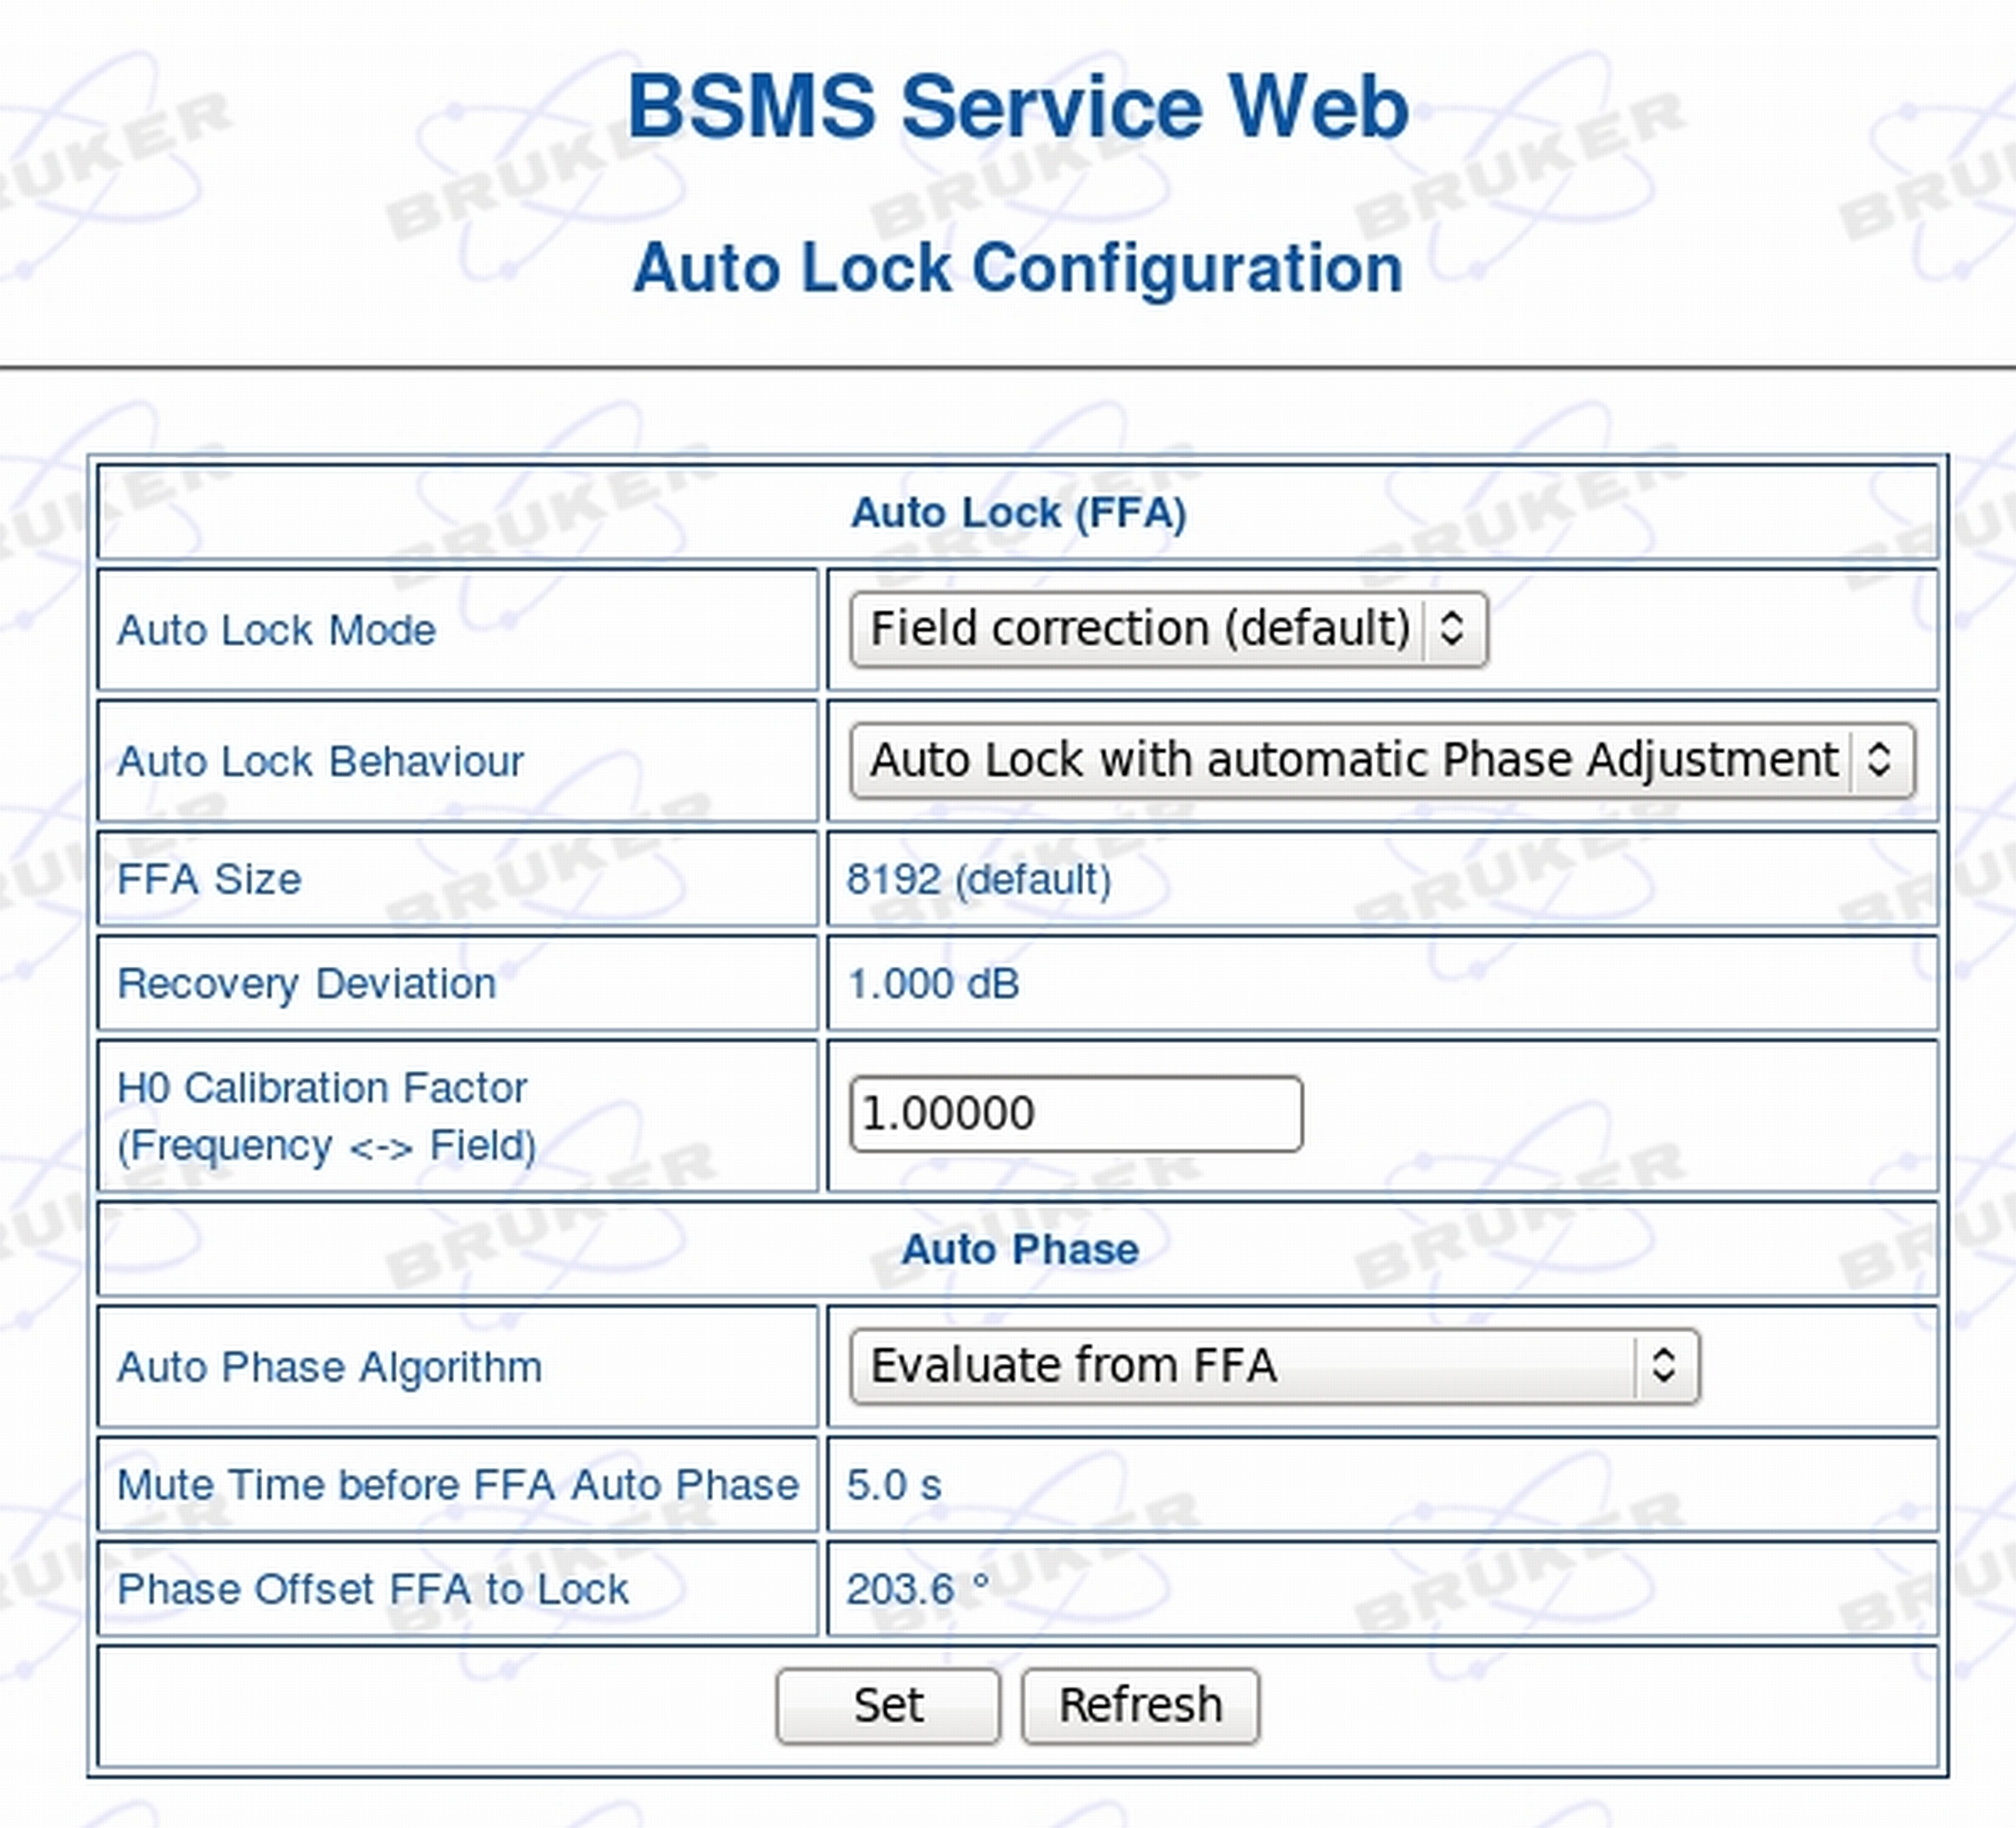 BSMS Service Web
Auto Lock Configuration
Auto Lock (FFA)
Auto Lock Mode
Field correction (default)
Auto Lock Behaviour
Auto Lock with automatic Phase Adjustment
FFA Size
8192 (default)
Recovery Deviation
1.000 dB
H0 Calibration Factor
(Frequency <-> Field)
1.00000
Auto Phase
Auto Phase Algorithm
Evaluate from FFA
Mute Time before FFA Auto Phase
5.0 s
Phase Offset FFA to Lock
203.6 °
Set
Refresh
BRUKER